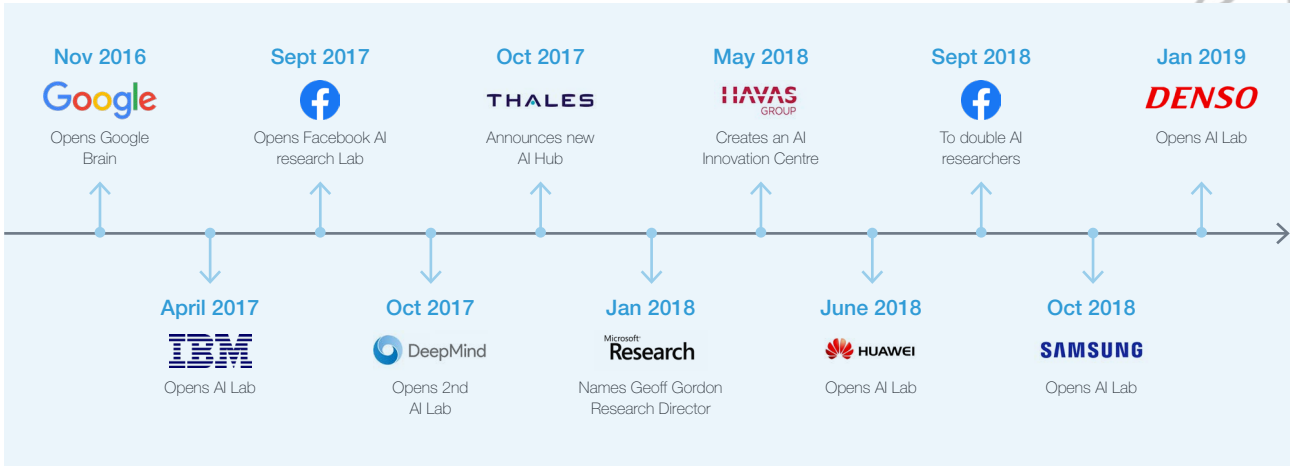 Nov 2016
Google
Opens Google
Brain
April 2017
IBM
Opens AI Lab
Sept 2017
Opens Facebook AI
research Lab
Oct 2017
DeepMind
Opens 2nd
AI Lab
Oct 2017
THALES
Announces new
AI Hub
Jan 2018
Microsoft
Research
Names Geoff Gordon
Research Director
May 2018
HAVAS
GROUP
Creates an AI
Innovation Centre
June 2018
HUAWEI
Opens AI Lab
Sept 2018
To double AI
researchers
Oct 2018
SAMSUNG
Opens AI Lab
Jan 2019
DENSO
Opens AI Lab